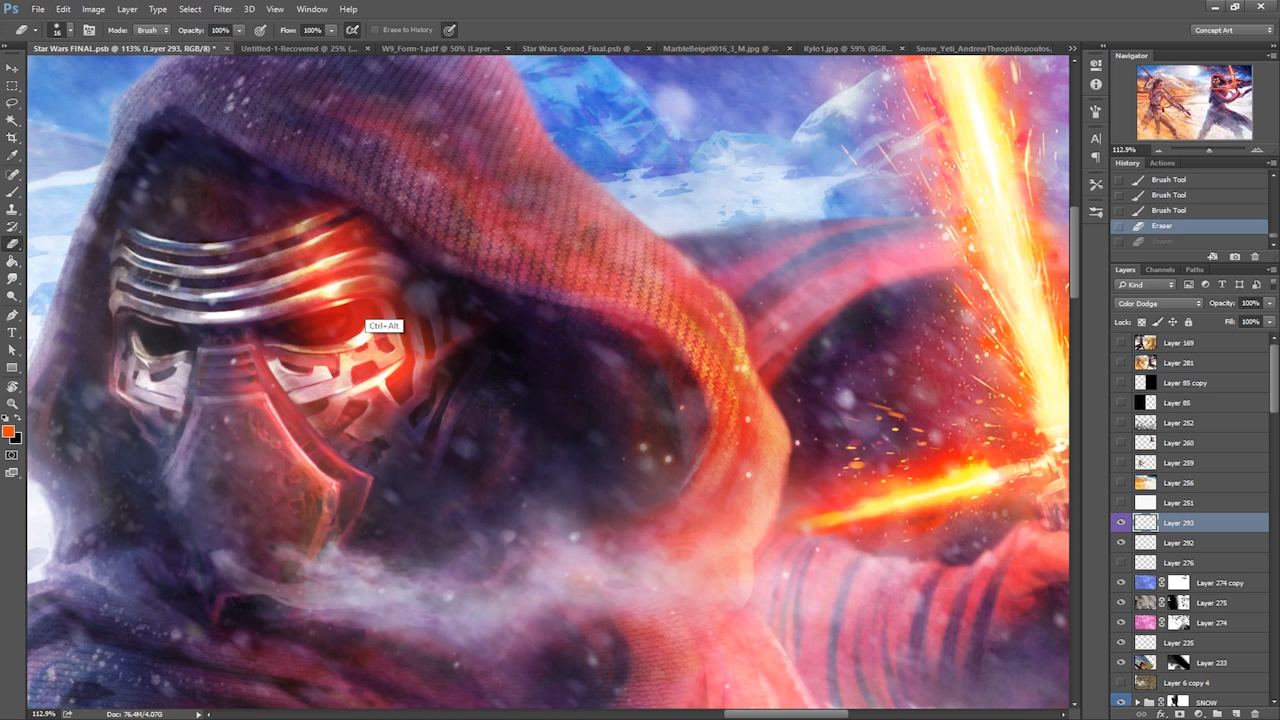 Ps File Edit Image Layer Type Select Filter 3D View Window Help
16 Mode: Brush Opacity: 100% Flow: 100% Erase to History Concept Art
Star Wars FINAL.psb @ 113% (Layer 293, RGB/8) * × Untitled-1-Recovered @ 25% (... × W9_Form-1.pdf @ 50% (Layer ... × Star Wars Spread_Final.psb @ ... × MarbleBeige0016_3_M.jpg @ ... × Kylo1.jpg @ 59% (RGB... × Snow_Yeti_AndrewTheophilopoulos.
Navigator
112.9%
History Actions
Brush Tool
Brush Tool
Brush Tool
Eraser
Eraser
Layers Channels Paths
Kind
Color Dodge Opacity: 100%
Lock: Fill: 100%
Layer 169
Layer 281
Layer 85 copy
Layer 85
Layer 252
Layer 260
Layer 259
Layer 256
Layer 251
Layer 293
Layer 292
Layer 276
Layer 274 copy
Layer 275
Layer 274
Layer 235
Layer 233
Layer 6 copy 4
SNOW
Ctrl+Alt
112.9% Doc: 76.4M/4.07G